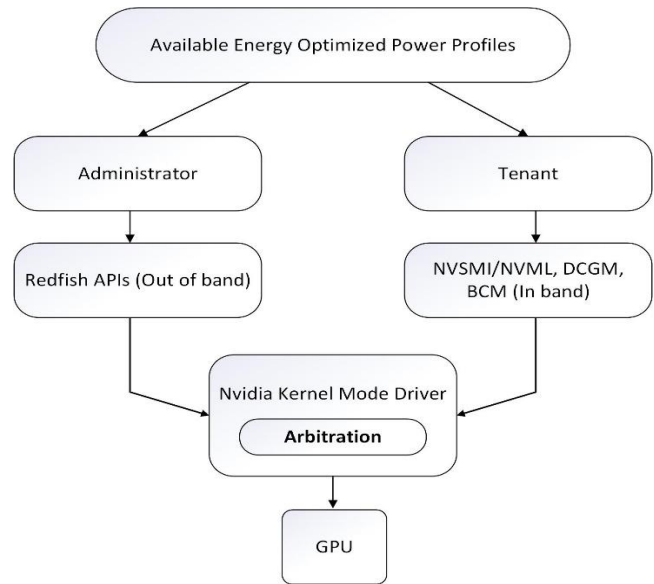 Available Energy Optimized Power Profiles
Administrator
Tenant
Redfish APIs (Out of band)
NVSMI/NVML, DCGM,
BCM (In band)
Nvidia Kernel Mode Driver
Arbitration
GPU